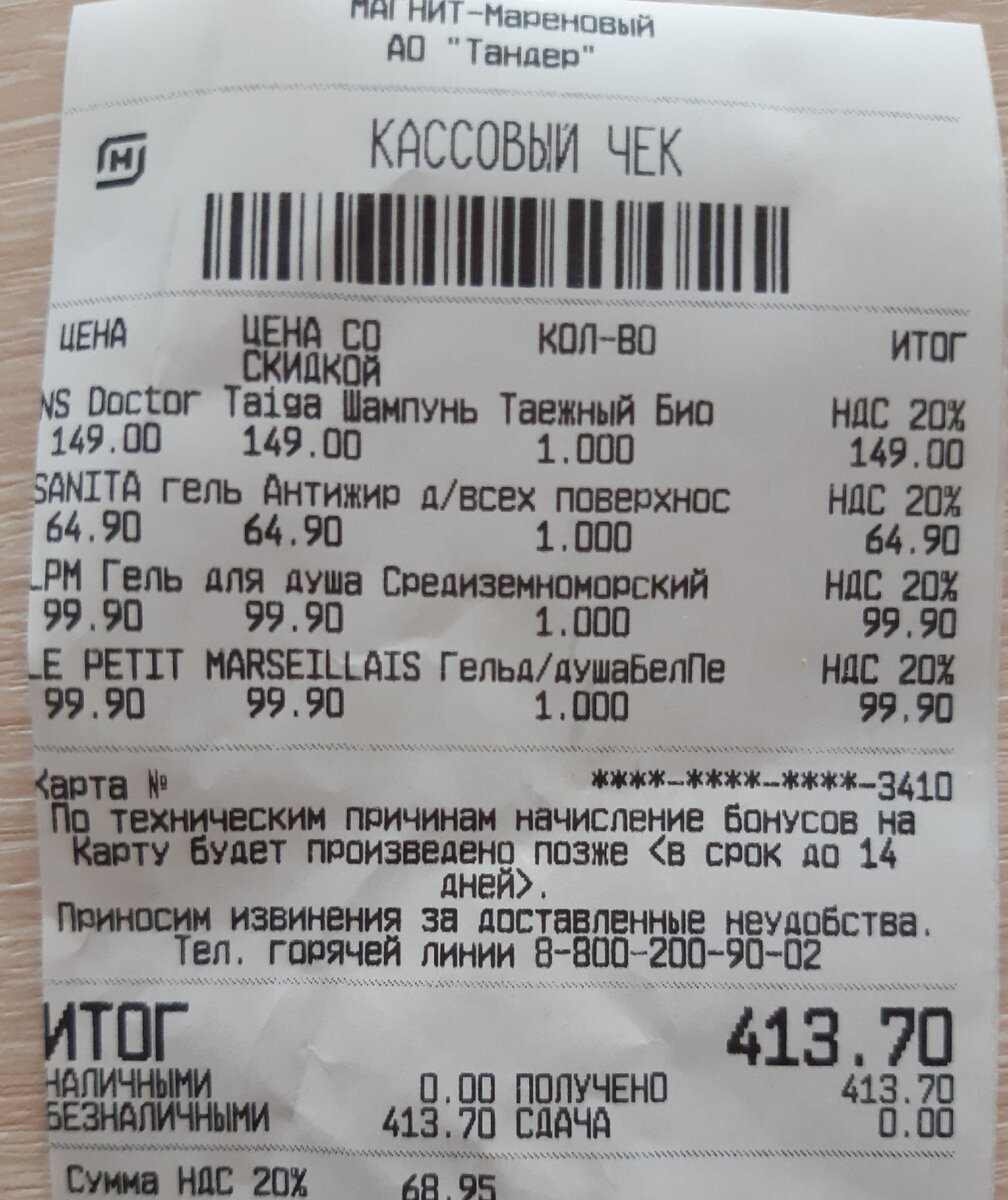 МАГНИТ-Мареновый
АО "Тандер"
КАССОВЫЙ ЧЕК
ЦЕНА ЦЕНА СО СКИДКОЙ КОЛ-ВО ИТОГ
NS Doctor Taiga Шампунь Таежный Био НДС 20%
149.00 149.00 1.000 149.00
SANITA гель Антижир д/всех поверхнос НДС 20%
64.90 64.90 1.000 64.90
LPM Гель для душа Средиземноморский НДС 20%
99.90 99.90 1.000 99.90
LE PETIT MARSEILLAIS Гельд/душаБелПе НДС 20%
99.90 99.90 1.000 99.90
Карта № ****-****-****-3410
По техническим причинам начисление бонусов на
Карту будет произведено позже <в срок до 14
дней>.
Приносим извинения за доставленные неудобства.
Тел. горячей линии 8-800-200-90-02
ИТОГ 413.70
НАЛИЧНЫМИ 0.00 ПОЛУЧЕНО 413.70
БЕЗНАЛИЧНЫМИ 413.70 СДАЧА 0.00
Сумма НДС 20% 68.95